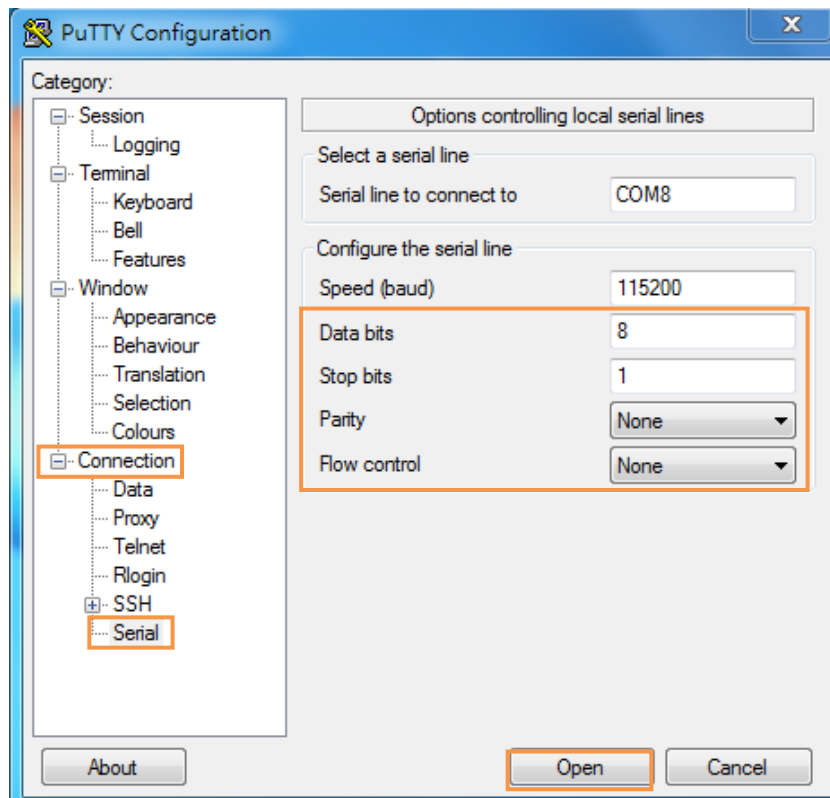 PuTTY Configuration
x
Category:
Session
Logging
Terminal
Keyboard
Bell
Features
Window
Appearance
Behaviour
Translation
Selection
Colours
Connection
Data
Proxy
Telnet
Rlogin
SSH
Serial
Options controlling local serial lines
Select a serial line
Serial line to connect to COM8
Configure the serial line
Speed (baud) 115200
Data bits 8
Stop bits 1
Parity None
Flow control None
About Open Cancel